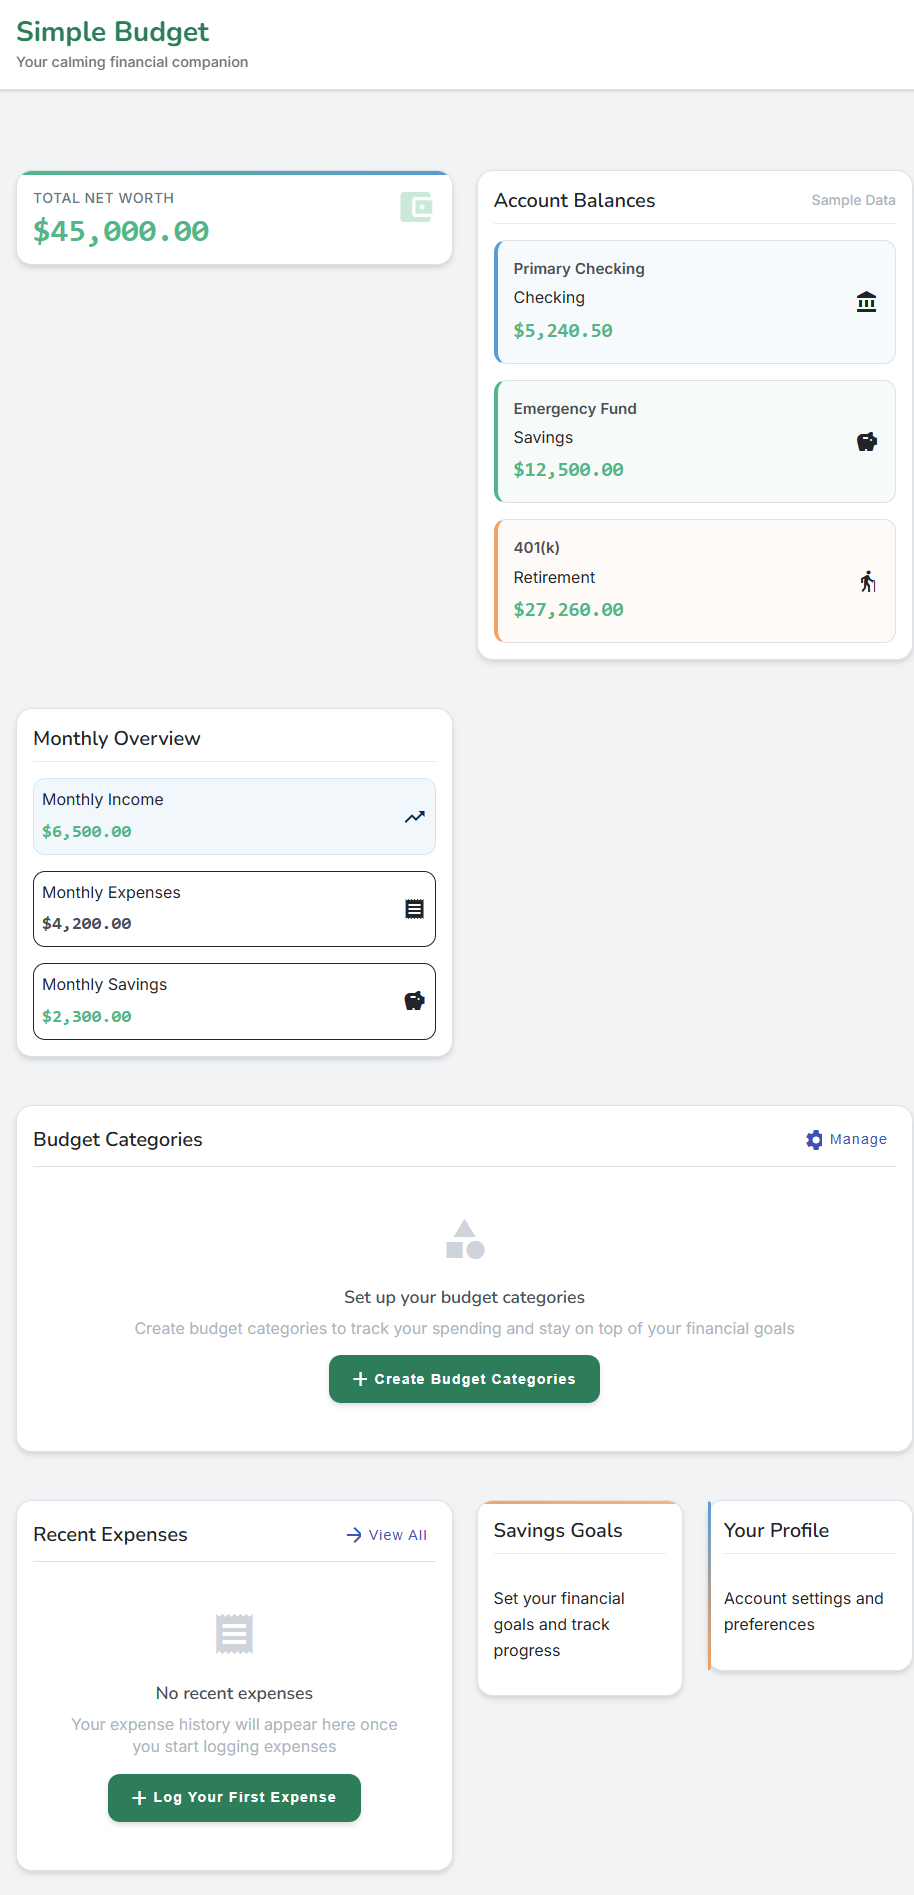 Simple Budget
Your calming financial companion
TOTAL NET WORTH
$45,000.00
Account Balances
Sample Data
Primary Checking
Checking
$5,240.50
Emergency Fund
Savings
$12,500.00
401(k)
Retirement
$27,260.00
Monthly Overview
Monthly Income
$6,500.00
Monthly Expenses
$4,200.00
Monthly Savings
$2,300.00
Budget Categories
Manage
Set up your budget categories
Create budget categories to track your spending and stay on top of your financial goals
Create Budget Categories
Recent Expenses
View All
No recent expenses
Your expense history will appear here once
you start logging expenses
Log Your First Expense
Savings Goals
Set your financial
goals and track
progress
Your Profile
Account settings and
preferences